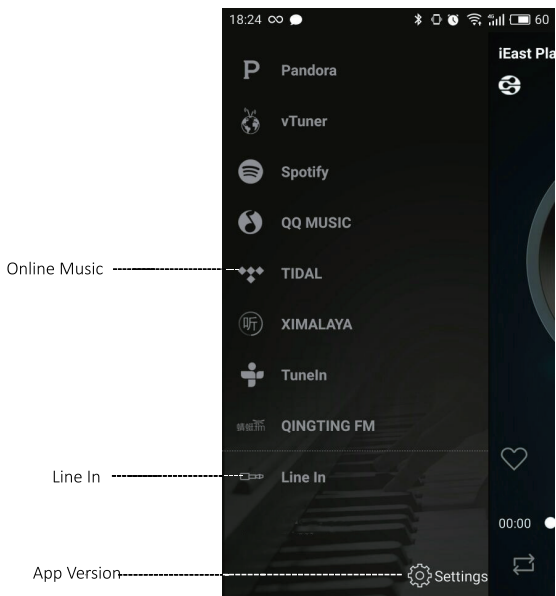 18:24 60
iEast Pla
Pandora
vTuner
Spotify
QQ MUSIC
Online Music TIDAL
听 XIMALAYA
TuneIn
QINGTING FM
Line In Line In
00:00
App Version Settings